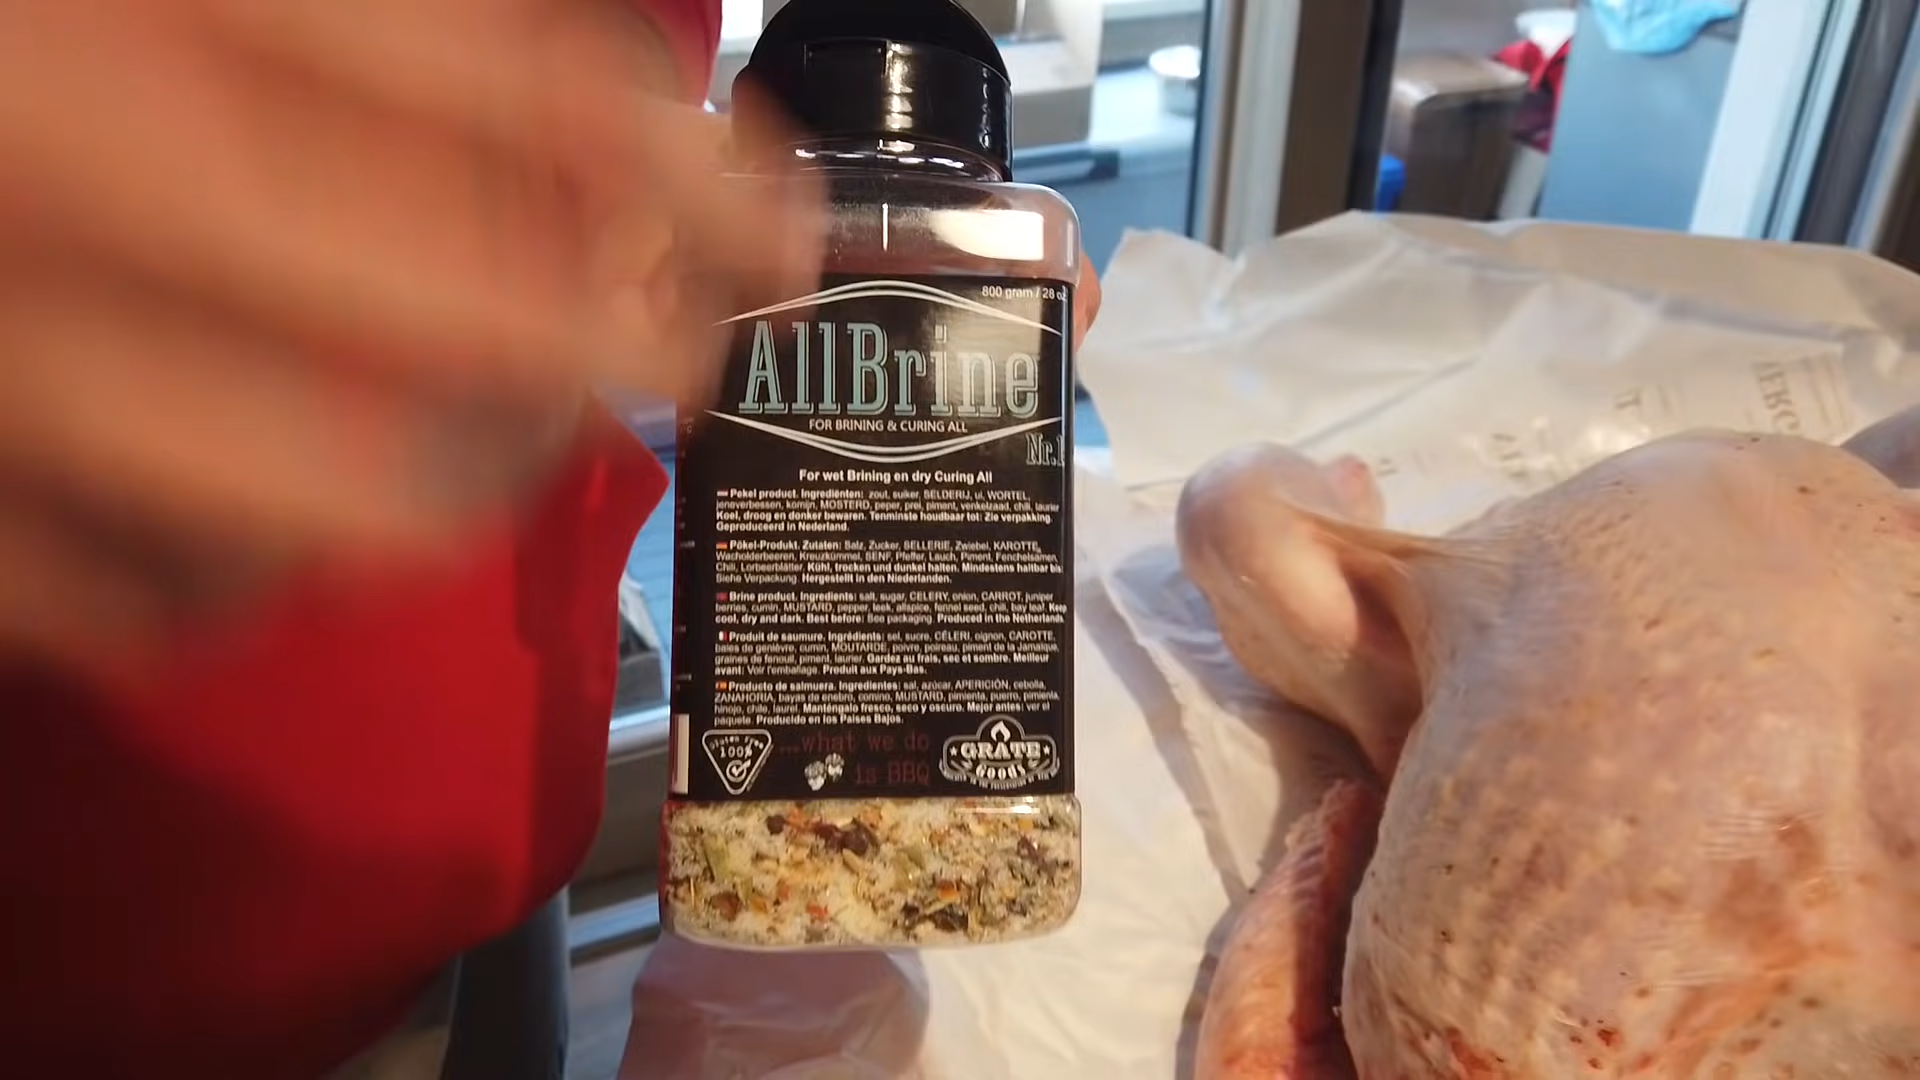 800 gram / 28 oz
AllBrine
FOR BRINING & CURING ALL
Nr.1
For wet Brining en dry Curing All
Pekel product. Ingrediënten: zout, suiker, SELDERIJ, ui, WORTEL,
jeneverbessen, komijn, MOSTERD, peper, prei, piment, venkelzaad, chili, laurier
Koel, droog en donker bewaren. Tenminste houdbaar tot: Zie verpakking.
Geproduceerd in Nederland.
Pökel-Produkt. Zutaten: Salz, Zucker, SELLERIE, Zwiebel, KAROTTE,
Wacholderbeeren, Kreuzkümmel, SENF, Pfeffer, Lauch, Piment, Fenchelsamen,
Chili, Lorbeerblätter. Kühl, trocken und dunkel halten. Mindestens haltbar bis:
Siehe Verpackung. Hergestellt in den Niederlanden.
Brine product. Ingredients: salt, sugar, CELERY, onion, CARROT, juniper
berries, cumin, MUSTARD, pepper, leek, allspice, fennel seed, chili, bay leaf. Keep
cool, dry and dark. Best before: See packaging. Produced in the Netherlands
Produit de saumure. Ingrédients: sel, sucre, CÉLERI, oignon, CAROTTE,
baies de genièvre, cumin, MOUTARDE, poivre, poireau, piment de la Jamaïque,
graines de fenouil, piment, laurier. Gardez au frais, sec et sombre. Meilleur
avant: Voir l'emballage. Produit aux Pays-Bas.
Producto de salmuera. Ingredientes: sal, azúcar, APERICIÓN, cebolla,
ZANAHORIA, bayas de enebro, comino, MUSTARD, pimienta, puerro, pimienta,
hinojo, chile, laurel. Manténgalo fresco, seco y oscuro. Mejor antes: ver el
paquete. Producido en los Países Bajos.
Gluten Free
100%
...what we do
is BBQ
GRATE
Goods